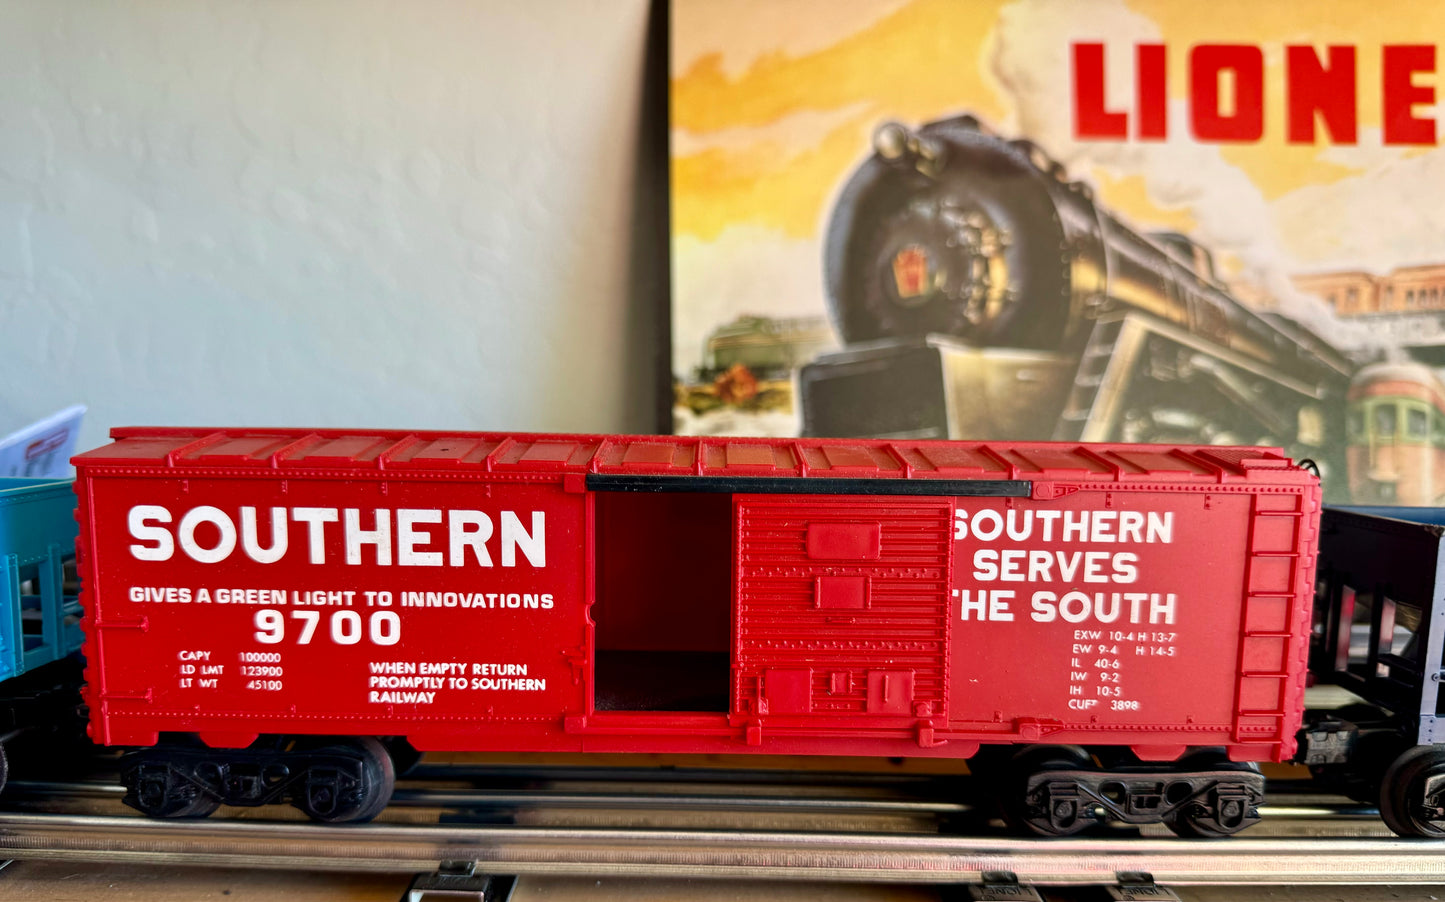 LIONE
SOUTHERN
GIVES A GREEN LIGHT TO INNOVATIONS
9700
CAPY 100000
LD LMT 123900
LT WT 45100
WHEN EMPTY RETURN
PROMPTLY TO SOUTHERN
RAILWAY
SOUTHERN
SERVES
THE SOUTH
EXW 10-4 H 13-7
EW 9-4 H 14-5
IL 40-6
IW 9-2
IH 10-5
CUFT 3898